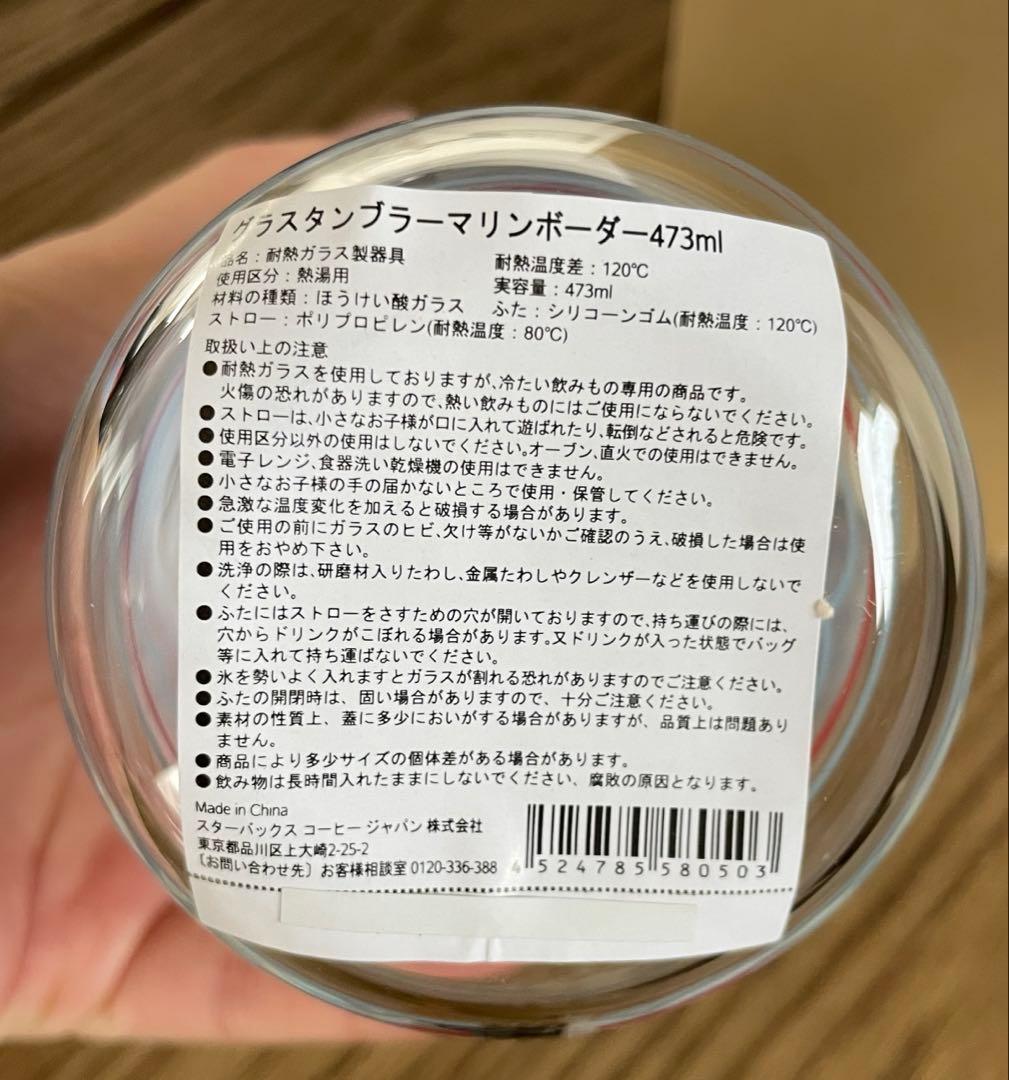 グラスタンブラーマリンボーダー473ml
品名：耐熱ガラス製器具
使用区分：熱湯用
材料の種類：ほうけい酸ガラス
ストロー：ポリプロピレン(耐熱温度：80℃)
耐熱温度差：120℃
実容量：473ml
ふた：シリコーンゴム(耐熱温度：120℃)
取扱い上の注意
●耐熱ガラスを使用しておりますが、冷たい飲みもの専用の商品です。
火傷の恐れがありますので、熱い飲みものにはご使用にならないでください。
●ストローは、小さなお子様が口に入れて遊ばれたり、転倒などされると危険です。
●使用区分以外の使用はしないでください。オーブン、直火での使用はできません。
●電子レンジ、食器洗い乾燥機の使用はできません。
●小さなお子様の手の届かないところで使用・保管してください。
●急激な温度変化を加えると破損する場合があります。
●ご使用の前にガラスのヒビ、欠け等がないかご確認のうえ、破損した場合は使
用をおやめ下さい。
●洗浄の際は、研磨材入りたわし、金属たわしやクレンザーなどを使用しないで
ください。
●ふたにはストローをさすための穴が開いておりますので、持ち運びの際には、
穴からドリンクがこぼれる場合があります。又ドリンクが入った状態でバッグ
等に入れて持ち運ばないでください。
●氷を勢いよく入れますとガラスが割れる恐れがありますのでご注意ください。
●ふたの開閉時は、固い場合がありますので、十分ご注意ください。
●素材の性質上、蓋に多少においがする場合がありますが、品質上は問題あり
ません。
●商品により多少サイズの個体差がある場合があります。
●飲み物は長時間入れたままにしないでください、腐敗の原因となります。
Made in China
スターバックス コーヒー ジャパン 株式会社
東京都品川区上大崎2-25-2
〔お問い合わせ先〕お客様相談室 0120-336-388
4 524785 580503